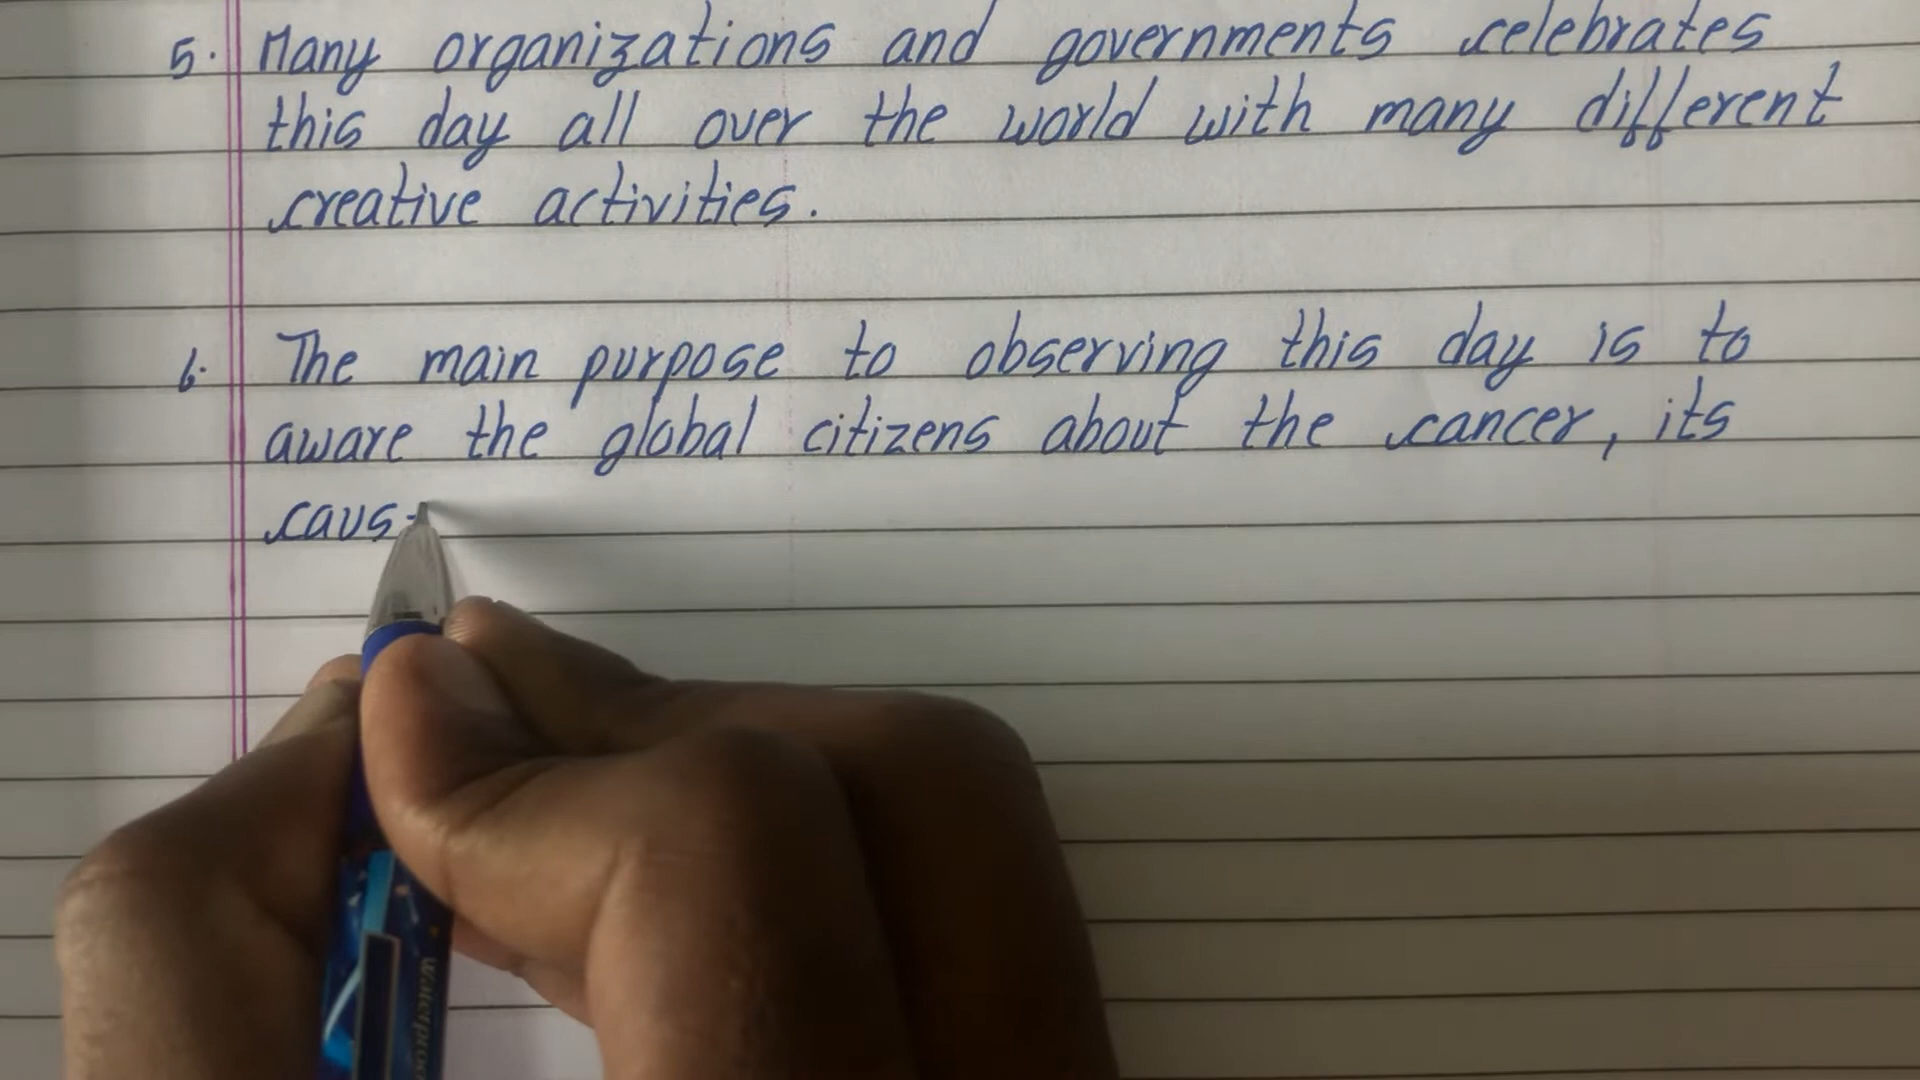 5. Many organizations and governments celebrates
this day all over the world with many different
creative activities.
6. The main purpose to observing this day is to
aware the global citizens about the cancer, its
caus
Waterproo